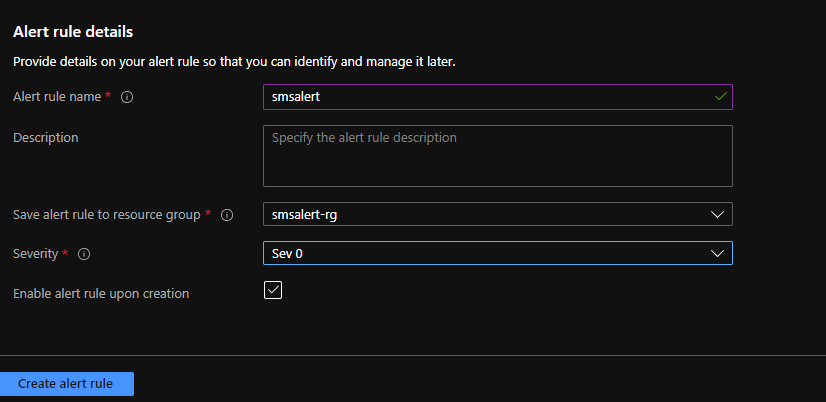 Alert rule details
Provide details on your alert rule so that you can identify and manage it later.
Alert rule name *
smsalert
Description
Specify the alert rule description
Save alert rule to resource group *
smsalert-rg
Severity *
Sev 0
Enable alert rule upon creation
Create alert rule